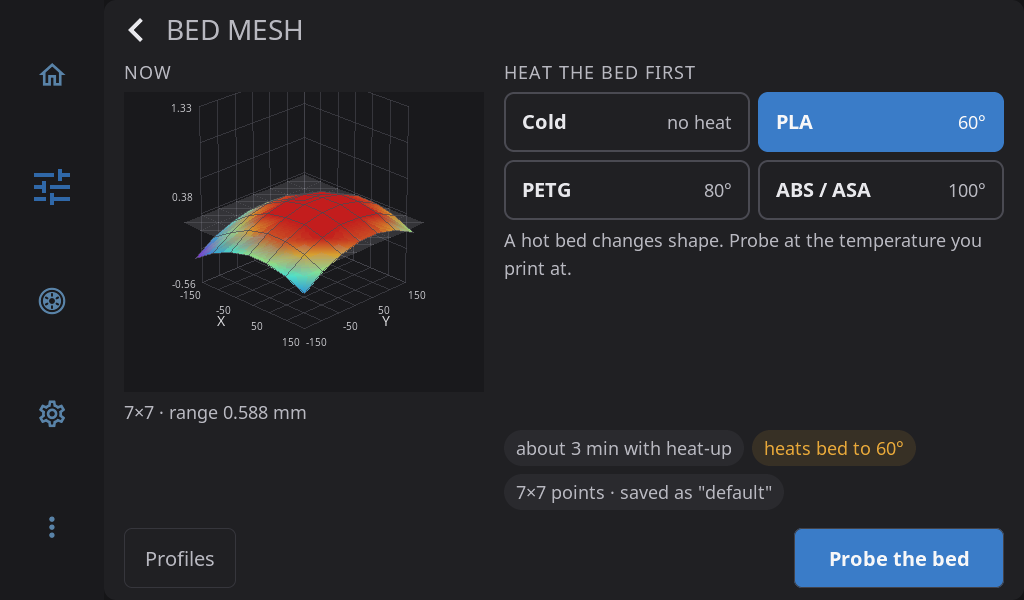 BED MESH
NOW
1.33
0.38
-0.56
-150
-50
X
50
150
-150
-50
Y
50
150
7×7 · range 0.588 mm
HEAT THE BED FIRST
Cold no heat
PLA 60°
PETG 80°
ABS / ASA 100°
A hot bed changes shape. Probe at the temperature you
print at.
about 3 min with heat-up
heats bed to 60°
7×7 points · saved as "default"
Profiles
Probe the bed